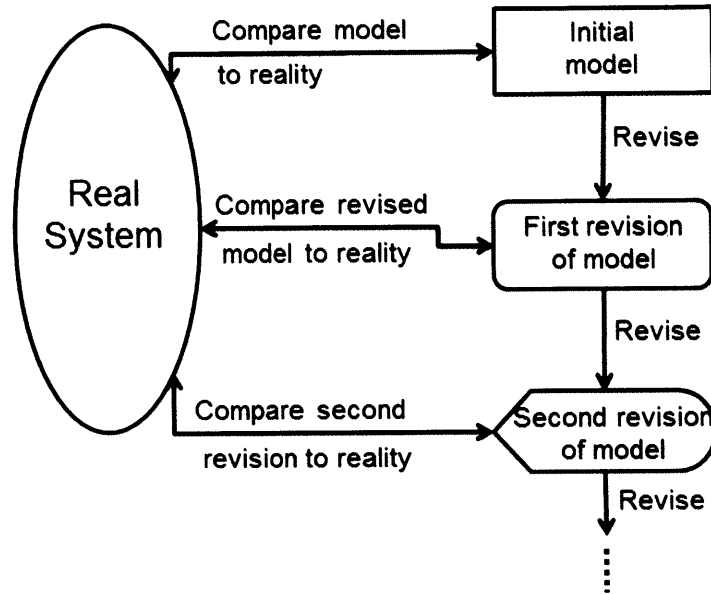 Compare model
to reality
Initial
model
Revise
Real
System
Compare revised
model to reality
First revision
of model
Revise
Compare second
revision to reality
Second revision
of model
Revise